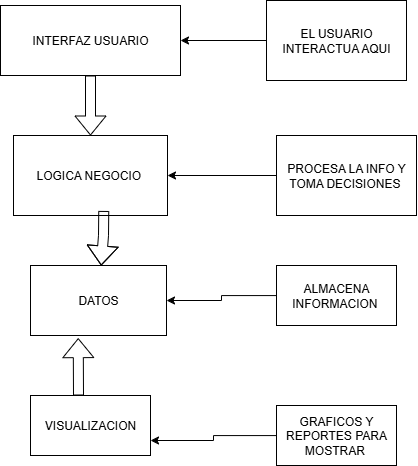 INTERFAZ USUARIO
EL USUARIO
INTERACTUA AQUI
LOGICA NEGOCIO
PROCESA LA INFO Y
TOMA DECISIONES
DATOS
ALMACENA
INFORMACION
VISUALIZACION
GRAFICOS Y
REPORTES PARA
MOSTRAR